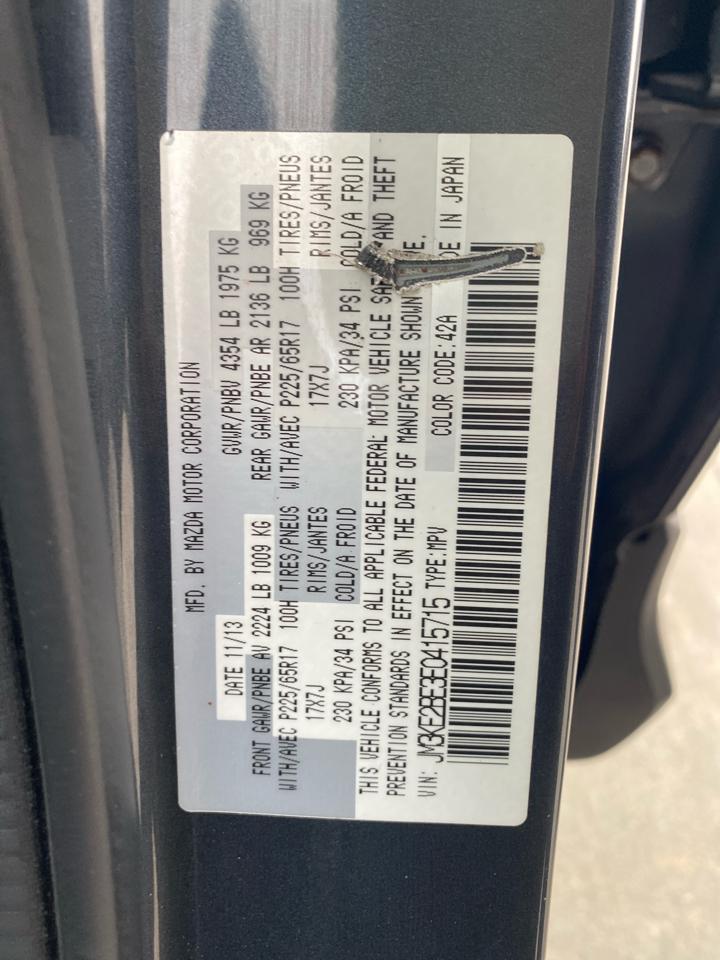 MFD. BY MAZDA MOTOR CORPORATION
DATE 11/13 GVWR/PNBV 4354 LB 1975 KG
FRONT GAWR/PNBE AV 2224 LB 1009 KG REAR GAWR/PNBE AR 2136 LB 969 KG
WITH/AVEC P225/65R17 100H TIRES/PNEUS WITH/AVEC P225/65R17 100H TIRES/PNEUS
17X7J RIMS/JANTES 17X7J RIMS/JANTES
230 KPA/34 PSI COLD/A FROID 230 KPA/34 PSI COLD/A FROID
THIS VEHICLE CONFORMS TO ALL APPLICABLE FEDERAL MOTOR VEHICLE AND THEFT
PREVENTION STANDARDS IN EFFECT ON THE DATE OF MANUFACTURE SHOWN
VIN: JM3KE2BE3E0415715 TYPE:MPV COLOR CODE:42A IN JAPAN